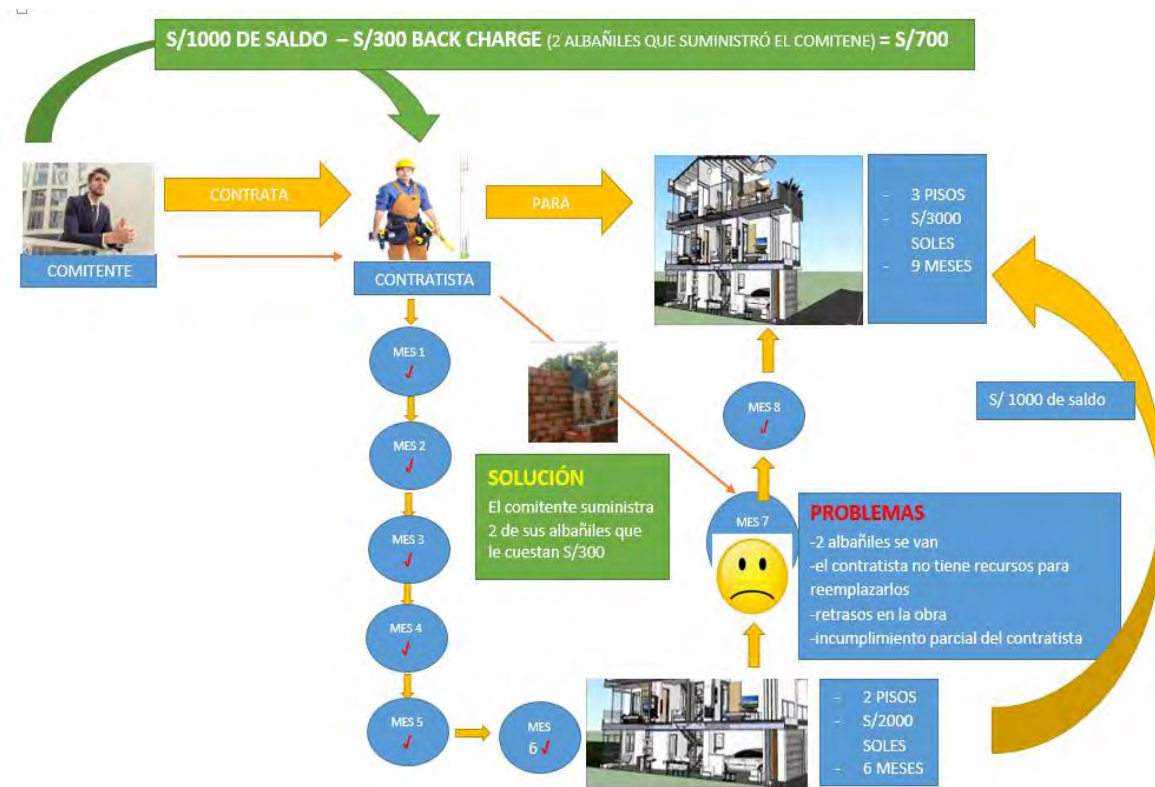 S/1000 DE SALDO – S/300 BACK CHARGE (2 ALBAÑILES QUE SUMINISTRÓ EL COMITENE) = S/700
CONTRATA
PARA
- 3 PISOS
- S/3000
SOLES
- 9 MESES
COMITENTE
CONTRATISTA
MES 1
MES 2
MES 3
MES 4
MES 5
MES
6
SOLUCIÓN
El comitente suministra
2 de sus albañiles que
le cuestan S/300
MES 8
MES 7
S/ 1000 de saldo
PROBLEMAS
-2 albañiles se van
-el contratista no tiene recursos para
reemplazarlos
-retrasos en la obra
-incumplimiento parcial del contratista
- 2 PISOS
- S/2000
SOLES
- 6 MESES